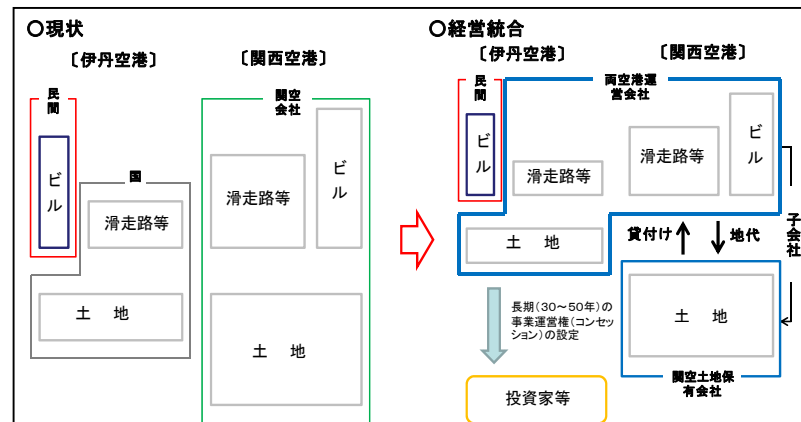 〇現状
〔伊丹空港〕
〔関西空港〕
民間
ビル
国
滑走路等
土 地
関空
会社
滑走路等
ビル
土 地
〇経営統合
〔伊丹空港〕
〔関西空港〕
民間
ビル
両空港運
営会社
滑走路等
土 地
滑走路等
ビル
子会社
貸付け
地代
土 地
関空土地保
有会社
長期(30~50年)の
事業運営権(コンセッ
ション)の設定
投資家等